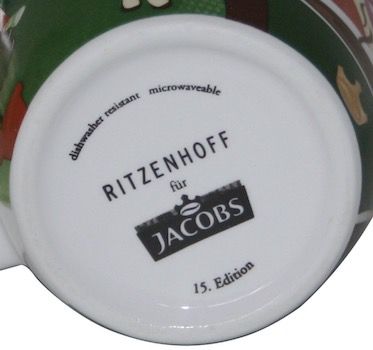 dishwasher resistant microwaveable
RITZENHOFF
für
JACOBS
15. Edition